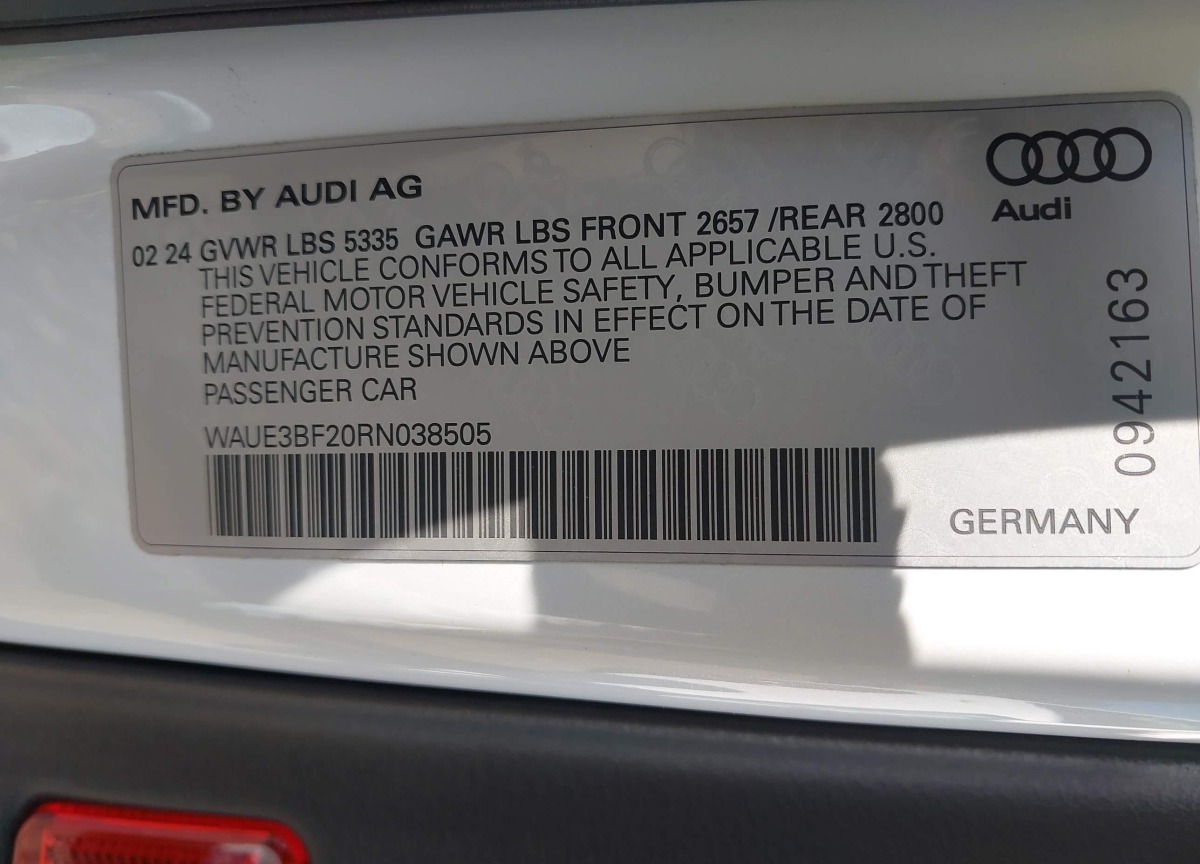 MFD. BY AUDI AG
Audi
02 24 GVWR LBS 5335 GAWR LBS FRONT 2657 /REAR 2800
THIS VEHICLE CONFORMS TO ALL APPLICABLE U.S.
FEDERAL MOTOR VEHICLE SAFETY, BUMPER AND THEFT
PREVENTION STANDARDS IN EFFECT ON THE DATE OF
MANUFACTURE SHOWN ABOVE
PASSENGER CAR
WAUE3BF20RN038505
0942163
GERMANY